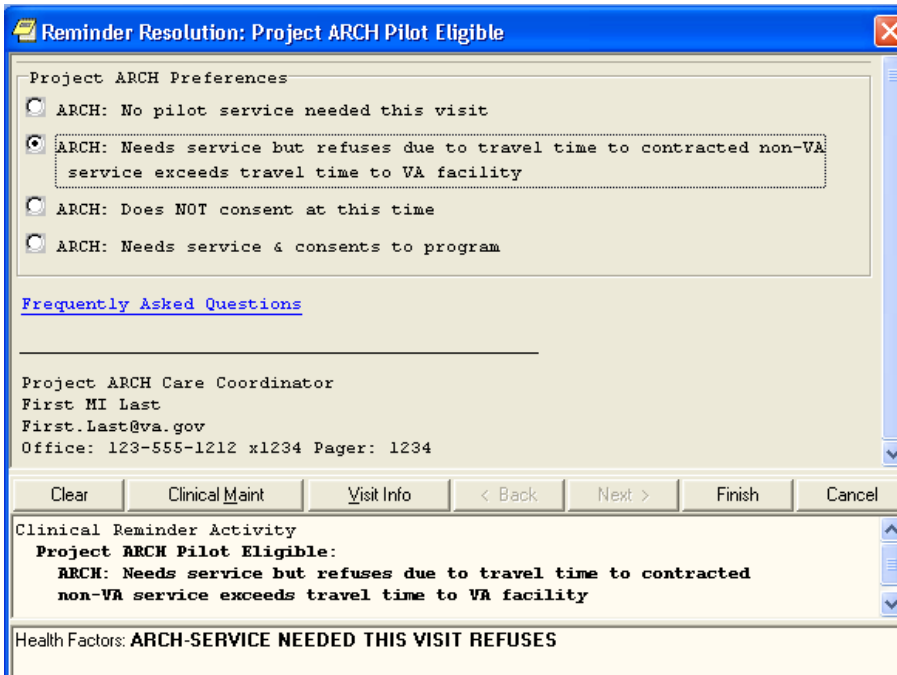 Reminder Resolution: Project ARCH Pilot Eligible
Project ARCH Preferences
ARCH: No pilot service needed this visit
ARCH: Needs service but refuses due to travel time to contracted non-VA
service exceeds travel time to VA facility
ARCH: Does NOT consent at this time
ARCH: Needs service & consents to program
Frequently Asked Questions
Project ARCH Care Coordinator
First MI Last
First.Last@va.gov
Office: 123-555-1212 x1234 Pager: 1234
Clear Clinical Maint Visit Info < Back Next > Finish Cancel
Clinical Reminder Activity
Project ARCH Pilot Eligible:
ARCH: Needs service but refuses due to travel time to contracted
non-VA service exceeds travel time to VA facility
Health Factors: ARCH-SERVICE NEEDED THIS VISIT REFUSES